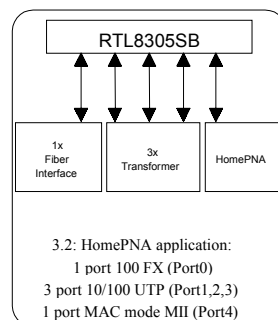 RTL8305SB
1x
Fiber
Interface
3x
Transformer
HomePNA
3.2: HomePNA application:
1 port 100 FX (Port0)
3 port 10/100 UTP (Port1,2,3)
1 port MAC mode MII (Port4)